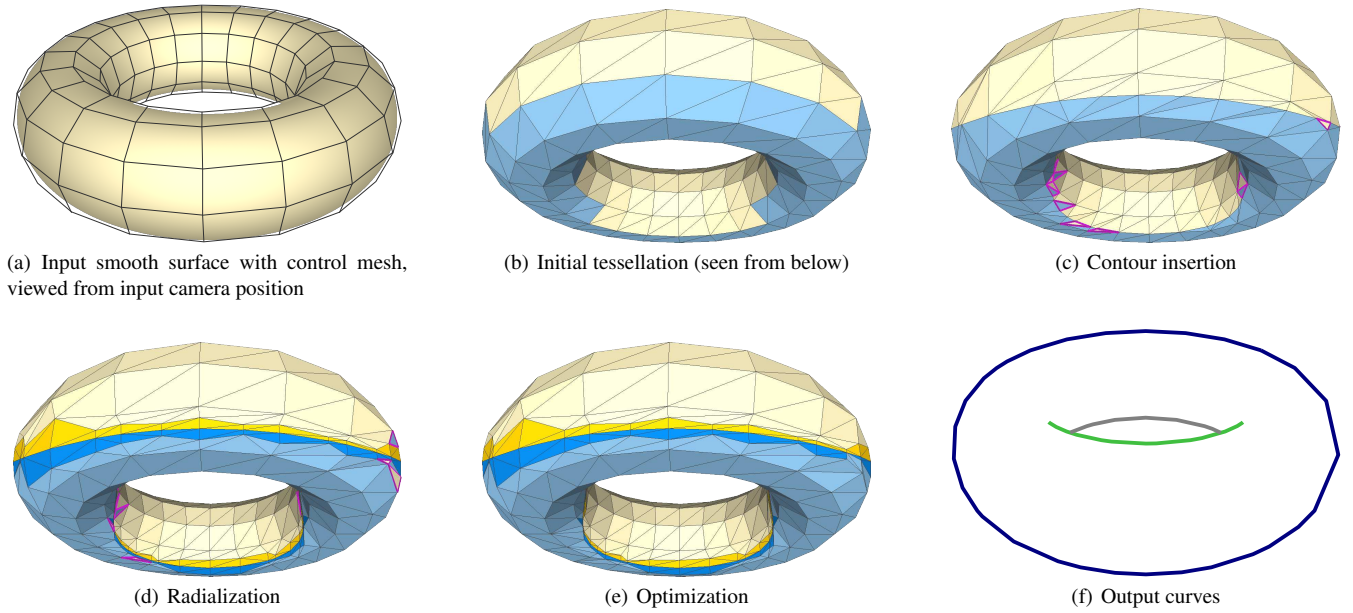 (a) Input smooth surface with control mesh,
viewed from input camera position
(b) Initial tessellation (seen from below)
(c) Contour insertion
(d) Radialization
(e) Optimization
(f) Output curves